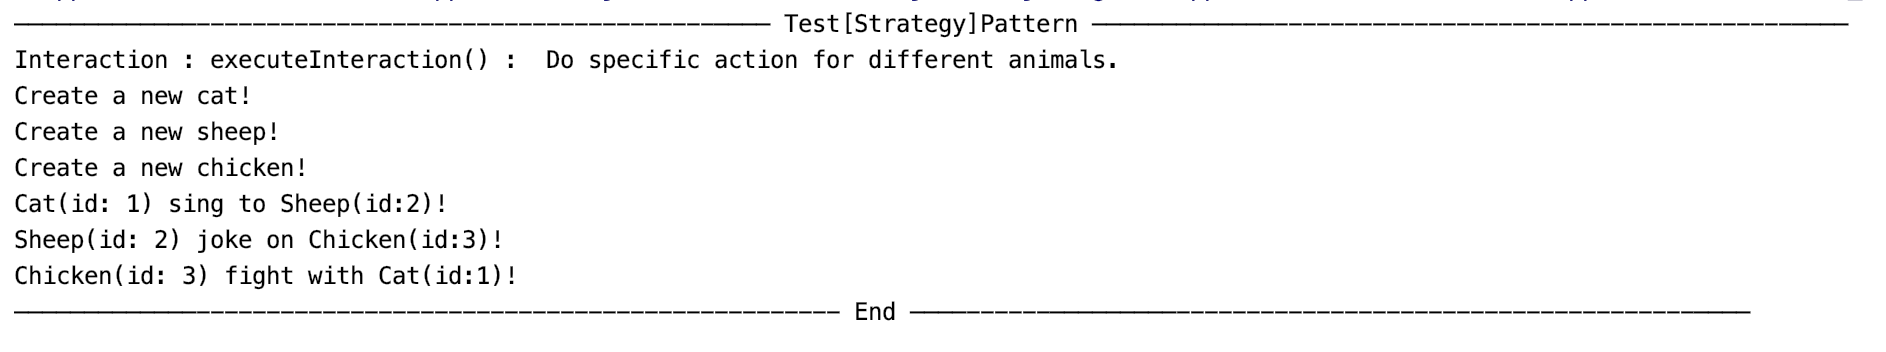 ———————————————————————————— Test[Strategy]Pattern ————————————————————————————
Interaction : executeInteraction() :  Do specific action for different animals.
Create a new cat!
Create a new sheep!
Create a new chicken!
Cat(id: 1) sing to Sheep(id:2)!
Sheep(id: 2) joke on Chicken(id:3)!
Chicken(id: 3) fight with Cat(id:1)!
———————————————————————————— End ————————————————————————————